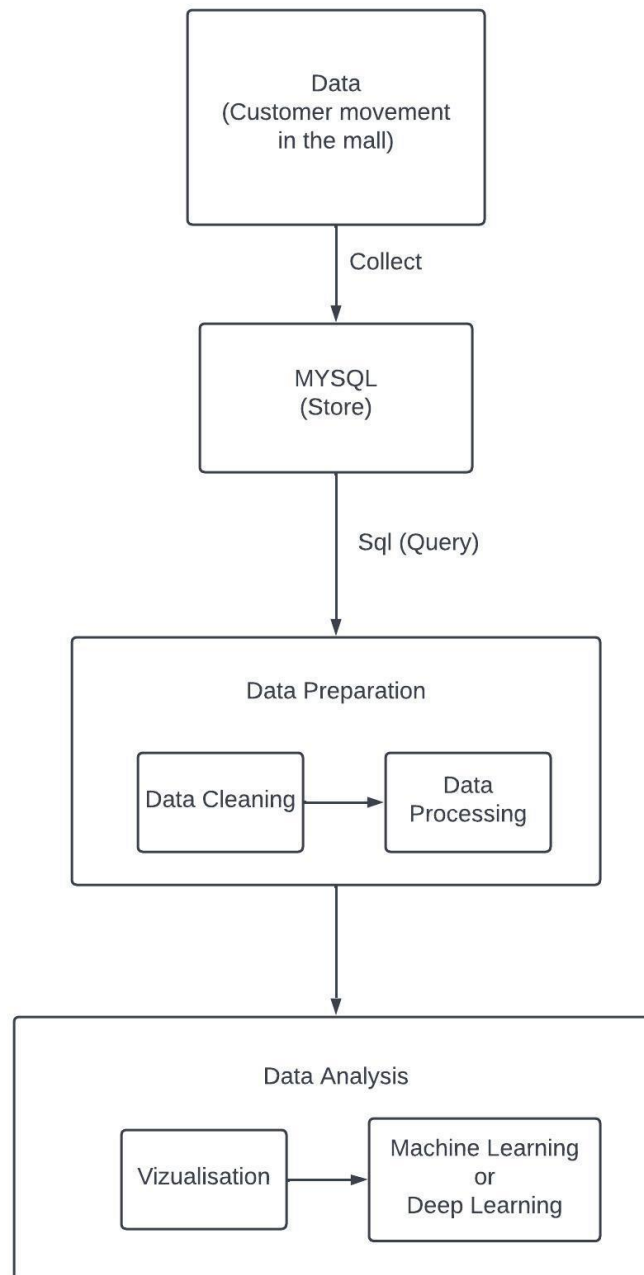 Data
(Customer movement
in the mall)
Collect
MYSQL
(Store)
Sql (Query)
Data Preparation
Data Cleaning
Data
Processing
Data Analysis
Vizualisation
Machine Learning
or
Deep Learning